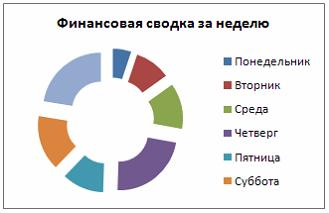 Финансовая сводка за неделю
Понедельник
Вторник
Среда
Четверг
Пятница
Суббота